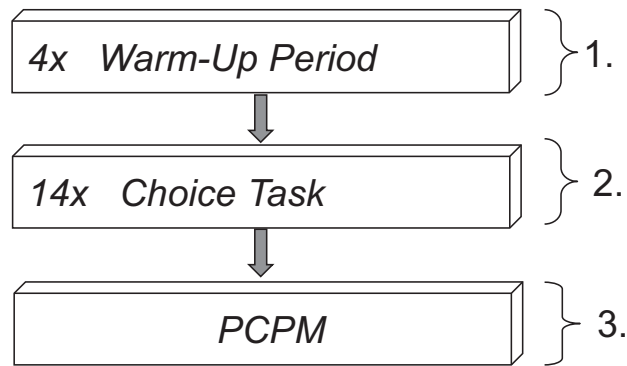 4x Warm-Up Period 1.
14x Choice Task 2.
PCPM 3.